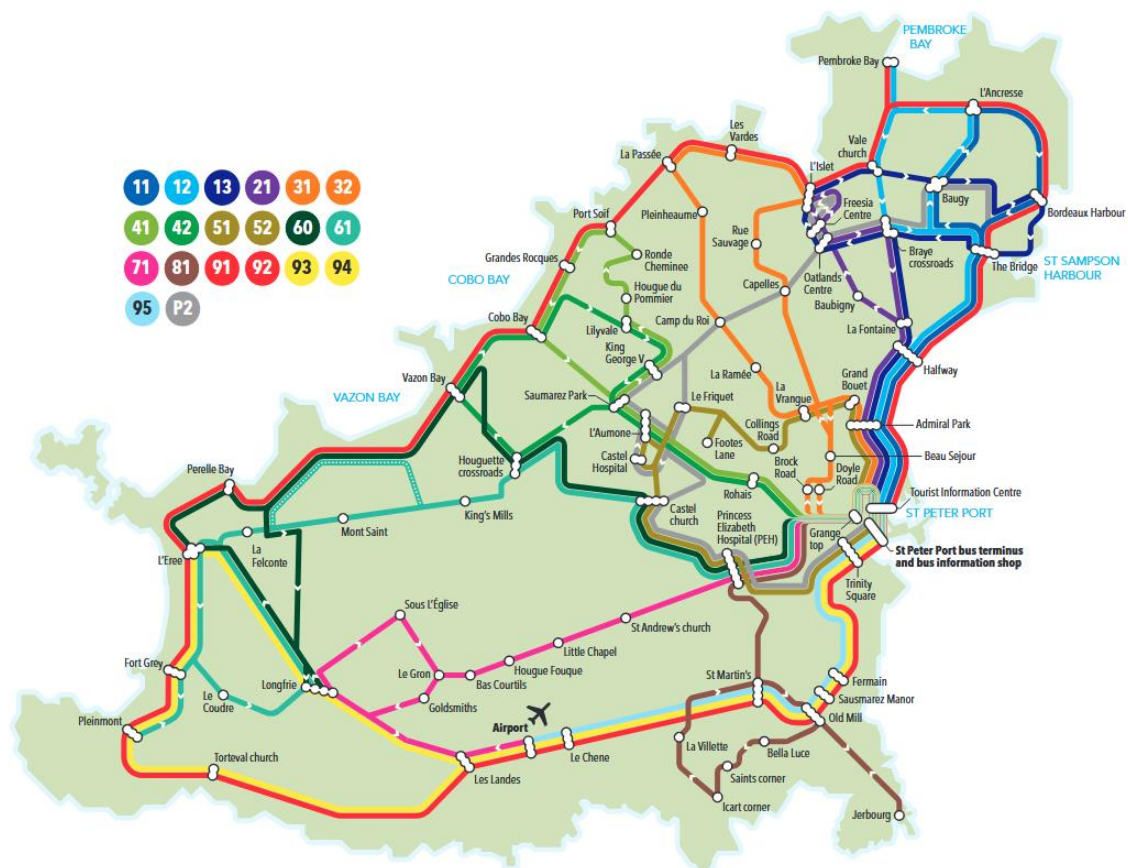 PEMBROKE
BAY
Pembroke Bay
L'Ancresse
Les
Vardes
La Passée
Vale
church
L'Islet
11 12 13 21 31 32
41 42 51 52 60 61
71 81 91 92 93 94
95 P2
Pleinheaume
Freesia
Centre
Baugy
Bordeaux Harbour
Port Soif
Rue
Sauvage
Ronde
Cheminee
Grandes Rocques
COBO BAY
Oatlands
Centre
Braye
crossroads
The Bridge
ST SAMPSON
HARBOUR
Hougue du
Pommier
Capelles
Baubigny
Cobo Bay
Lilyvale
Camp du Roi
La Fontaine
King
George V
Halfway
Vazon Bay
La Ramée
Grand
Bouet
VAZON BAY
Saumarez Park
Le Friquet
La
Vrangue
Collings
Road
Admiral Park
L'Aumone
Footes
Lane
Castel
Hospital
Brock
Road
Doyle
Road
Beau Sejour
Houguette
crossroads
Perelle Bay
Rohais
Tourist Information Centre
King's Mills
Castel
church
ST PETER PORT
Mont Saint
Princess
Elizabeth
Hospital (PEH)
Grange
top
L'Eree
La
Felconte
St Peter Port bus terminus
and bus information shop
Trinity
Square
Sous L'Église
St Andrew's church
Little Chapel
Hougue Fouque
Fort Grey
Le Gron
Bas Courtils
St Martin's
Longfrie
Fermain
Le
Coudre
Goldsmiths
Sausmarez Manor
Pleinmont
Airport
Old Mill
La Villette
Bella Luce
Torteval church
Le Chene
Les Landes
Saints corner
Icart corner
Jerbourg